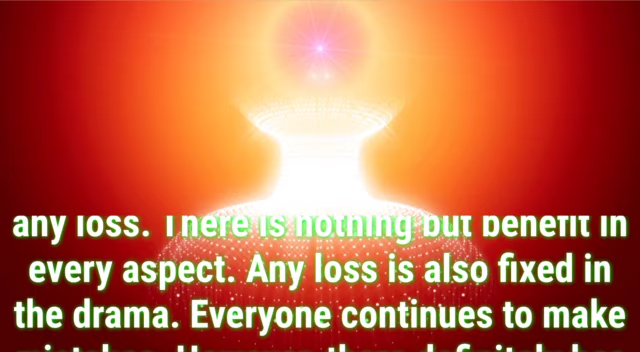 any loss. There is nothing but benefit in
every aspect. Any loss is also fixed in
the drama. Everyone continues to make